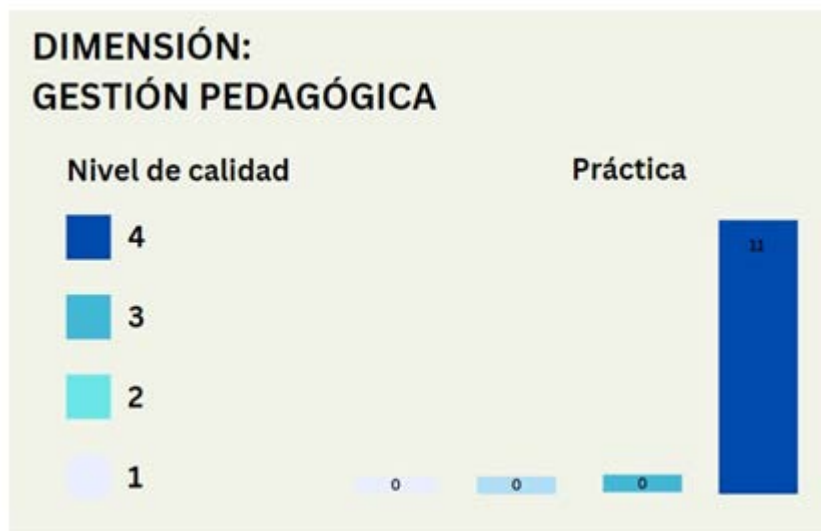 DIMENSIÓN:
GESTIÓN PEDAGÓGICA
Nivel de calidad
Práctica
4
3
2
1
0
0
0
11